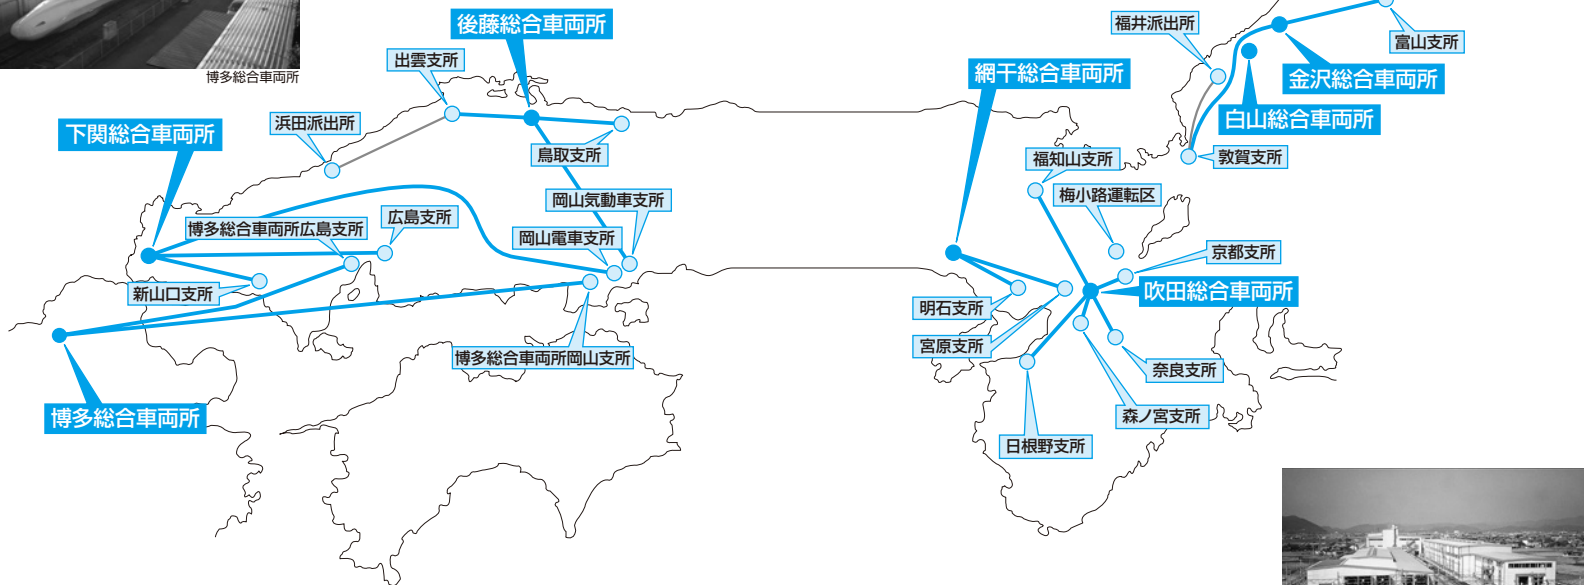 博多総合車両所
後藤総合車両所
出雲支所
浜田派出所
下関総合車両所
鳥取支所
岡山気動車支所
広島支所
博多総合車両所広島支所
岡山電車支所
新山口支所
博多総合車両所岡山支所
博多総合車両所
福井派出所
富山支所
網干総合車両所
金沢総合車両所
白山総合車両所
福知山支所
敦賀支所
梅小路運転区
京都支所
吹田総合車両所
明石支所
宮原支所
奈良支所
森ノ宮支所
日根野支所